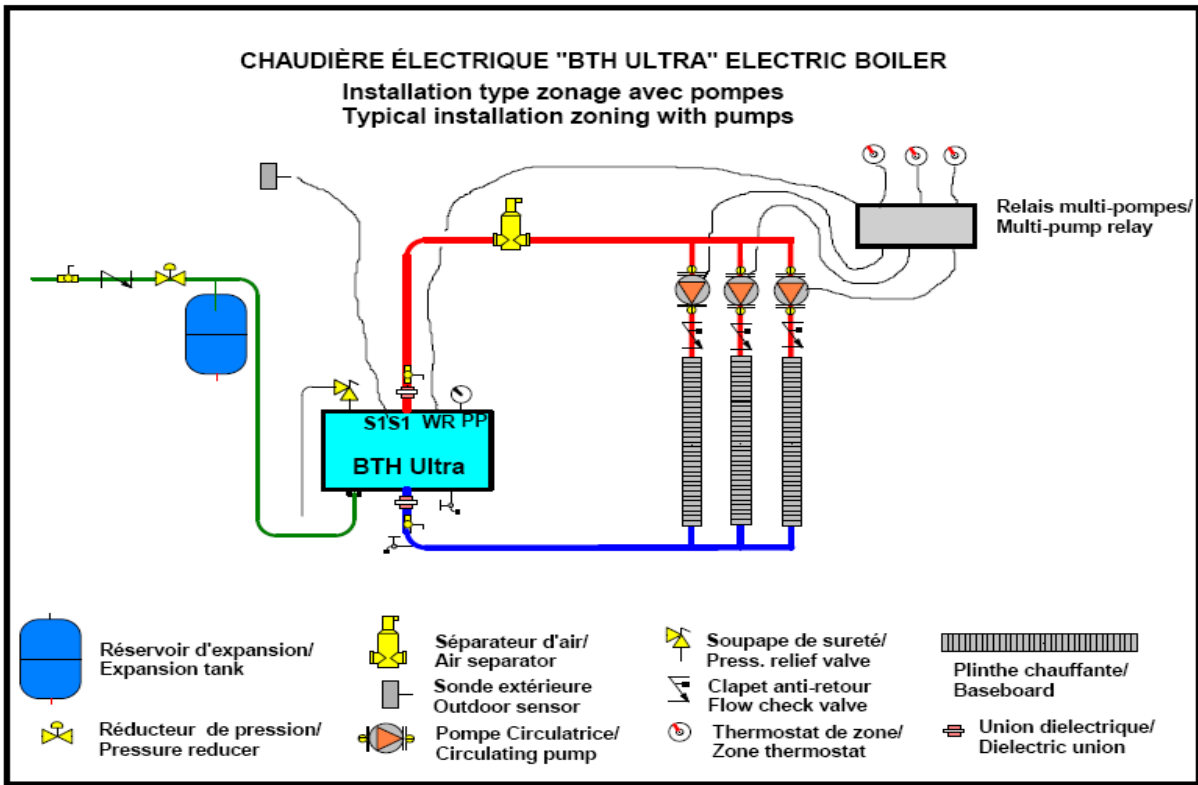 CHAUDIÈRE ÉLECTRIQUE "BTH ULTRA" ELECTRIC BOILER
Installation type zonage avec pompes
Typical installation zoning with pumps
Relais multi-pompes/
Multi-pump relay
S1S1 WR PP
BTH Ultra
Réservoir d'expansion/
Expansion tank
Réducteur de pression/
Pressure reducer
Séparateur d'air/
Air separator
Sonde extérieure
Outdoor sensor
Pompe Circulatrice/
Circulating pump
Soupape de sureté/
Press. relief valve
Clapet anti-retour
Flow check valve
Thermostat de zone/
Zone thermostat
Plinthe chauffante/
Baseboard
Union dielectrique/
Dielectric union